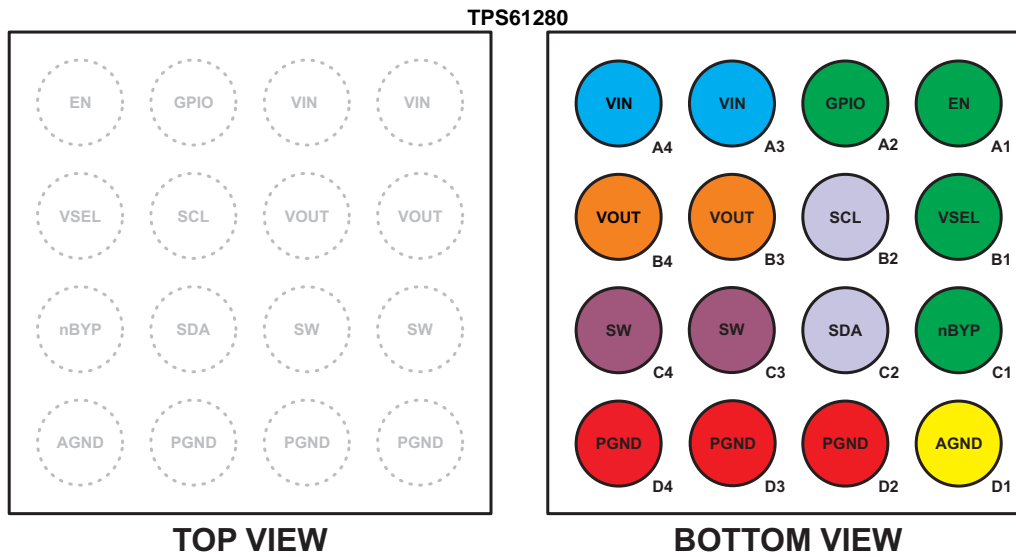 TPS61280
EN GPIO VIN VIN
VSEL SCL VOUT VOUT
nBYP SDA SW SW
AGND PGND PGND PGND
TOP VIEW
VIN VIN GPIO EN
A4 A3 A2 A1
VOUT VOUT SCL VSEL
B4 B3 B2 B1
SW SW SDA nBYP
C4 C3 C2 C1
PGND PGND PGND AGND
D4 D3 D2 D1
BOTTOM VIEW